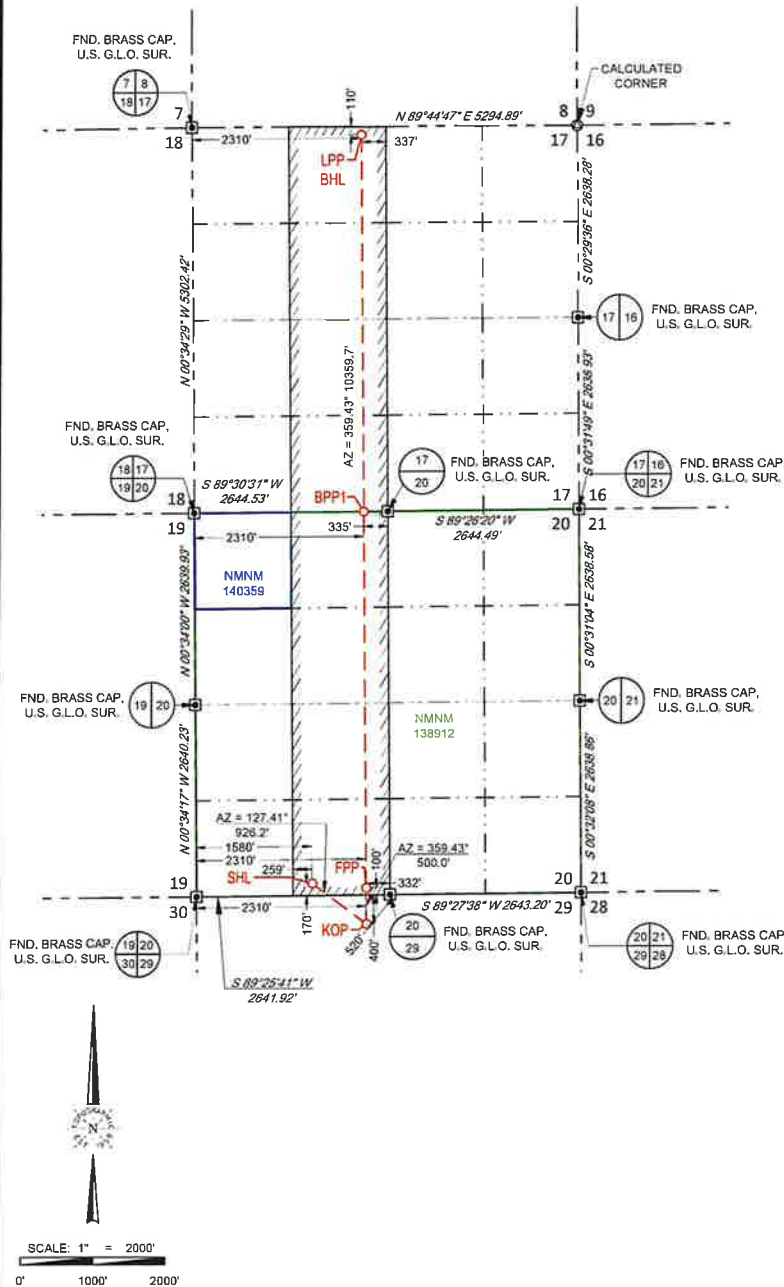 FND. BRASS CAP,
U.S. G.L.O. SUR.
7 8
18 17
7
18
CALCULATED
CORNER
8 9
17 16
N 89°44'47" E 5294.89'
110'
2310'
337'
LPP
BHL
S 00°29'36" E 2638.28'
N 00°34'29" W 5302.42'
AZ = 359.43° 10359.7'
17 16
FND. BRASS CAP,
U.S. G.L.O. SUR.
S 00°31'49" E 2638.93'
FND. BRASS CAP,
U.S. G.L.O. SUR.
18 17
19 20
18
19
S 89°30'31" W
2644.53'
BPP1
17
20
FND. BRASS CAP,
U.S. G.L.O. SUR.
17 16
20 21
17 16
20 21
FND. BRASS CAP
U.S. G.L.O. SUR.
2310'
335'
S 89°26'20" W
2644.49'
NMNM
140359
N 00°34'00" W 2639.93'
S 00°31'04" E 2638.58'
FND. BRASS CAP,
U.S. G.L.O. SUR.
19 20
20 21
FND. BRASS CAP,
U.S. G.L.O. SUR.
NMNM
138912
N 00°34'17" W 2640.23'
S 00°32'08" E 2638.86'
AZ = 127.41°
926.2'
1580'
2310'
259'
SHL
FPP
100'
AZ = 359.43°
500.0'
332'
19
30
2310'
170'
KOP
520'
400'
20
29
FND. BRASS CAP,
U.S. G.L.O. SUR.
S 89°27'38" W 2643.20'
20 21
29 28
FND. BRASS CAP,
U.S. G.L.O. SUR.
19 20
30 29
20 21
29 28
FND. BRASS CAP
U.S. G.L.O. SUR.
S 89°25'41" W
2641.92'
N
SCALE: 1" = 2000'
0' 1000' 2000'